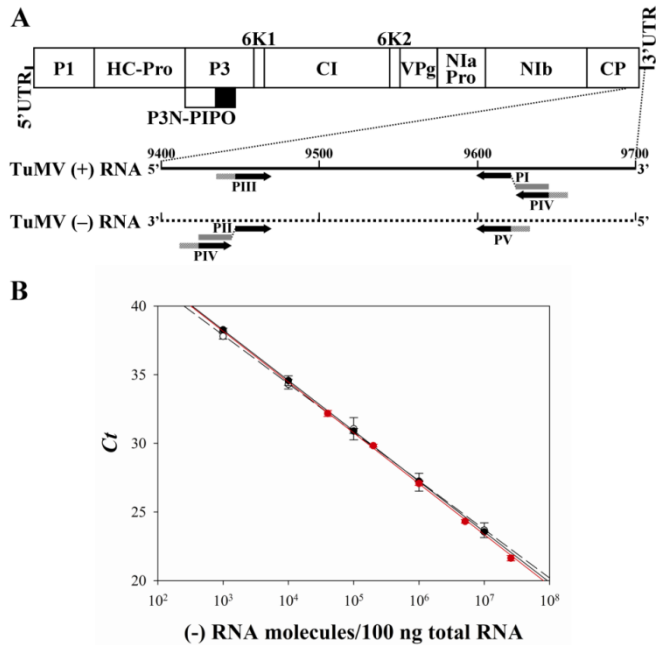 A
6K1 6K2 3'UTR
P1 HC-Pro P3 CI VPg NIa Pro NIb CP
5'UTR
P3N-PIPO
9400 9500 9600 9700
TuMV (+) RNA 5' 3'
PIII PI
PIV
TuMV (–) RNA 3' 5'
PII PV
PIV
B
40
35
30
25
20
Ct
10² 10³ 10⁴ 10⁵ 10⁶ 10⁷ 10⁸
(-) RNA molecules/100 ng total RNA